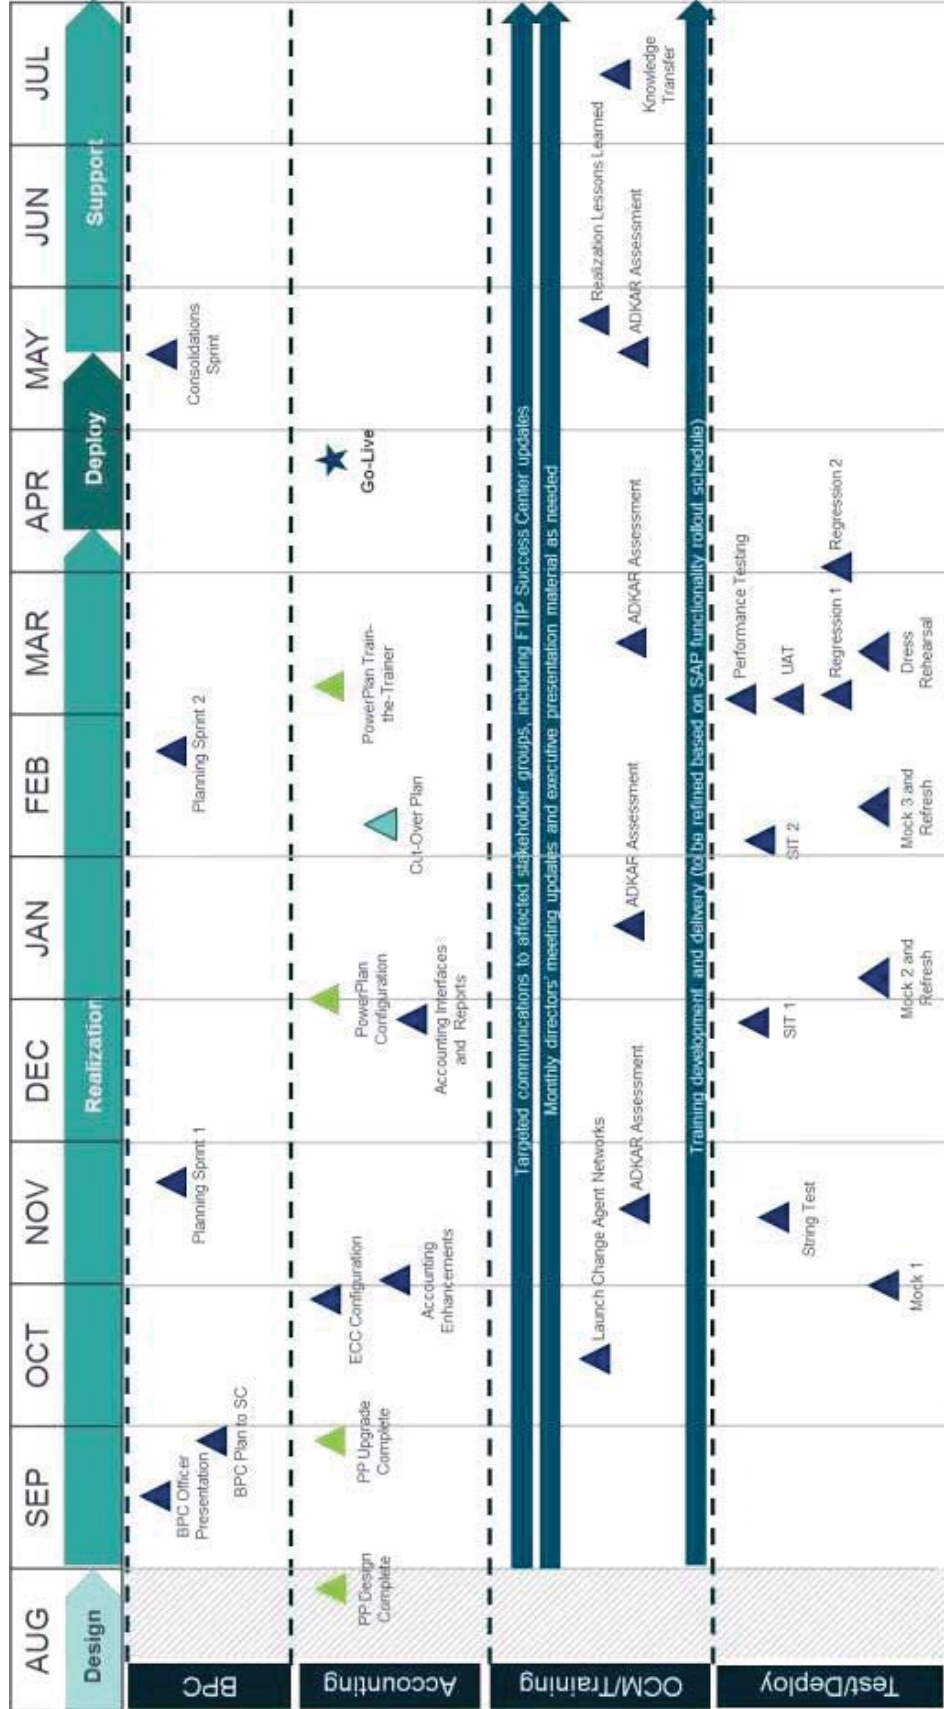 AUG
SEP
OCT
NOV
DEC
JAN
FEB
MAR
APR
MAY
JUN
JUL
Design
Realization
Deploy
Support
BPC
BPC Officer
Presentation
BPC Plan to SC
Planning Sprint 1
Planning Sprint 2
Consolidations
Sprint
Accounting
PP Design
Complete
PP Upgrade
Complete
ECC Configuration
Accounting
Enhancements
PowerPlan
Configuration
Accounting Interfaces
and Reports
Cut-Over Plan
PowerPlan Train-
the-Trainer
Go-Live
OCM/Training
Targeted communications to affected stakeholder groups, including FTIP Success Center updates
Monthly directors' meeting updates and executive presentation material as needed
Launch Change Agent Networks
ADKAR Assessment
ADKAR Assessment
ADKAR Assessment
Realization Lessons Learned
ADKAR Assessment
Knowledge
Transfer
Training development and delivery (to be refined based on SAP functionality rollout schedule)
Test/Deploy
Mock 1
String Test
SIT 1
Mock 2 and
Refresh
SIT 2
Mock 3 and
Refresh
Performance Testing
UAT
Regression 1
Dress
Rehearsal
Regression 2